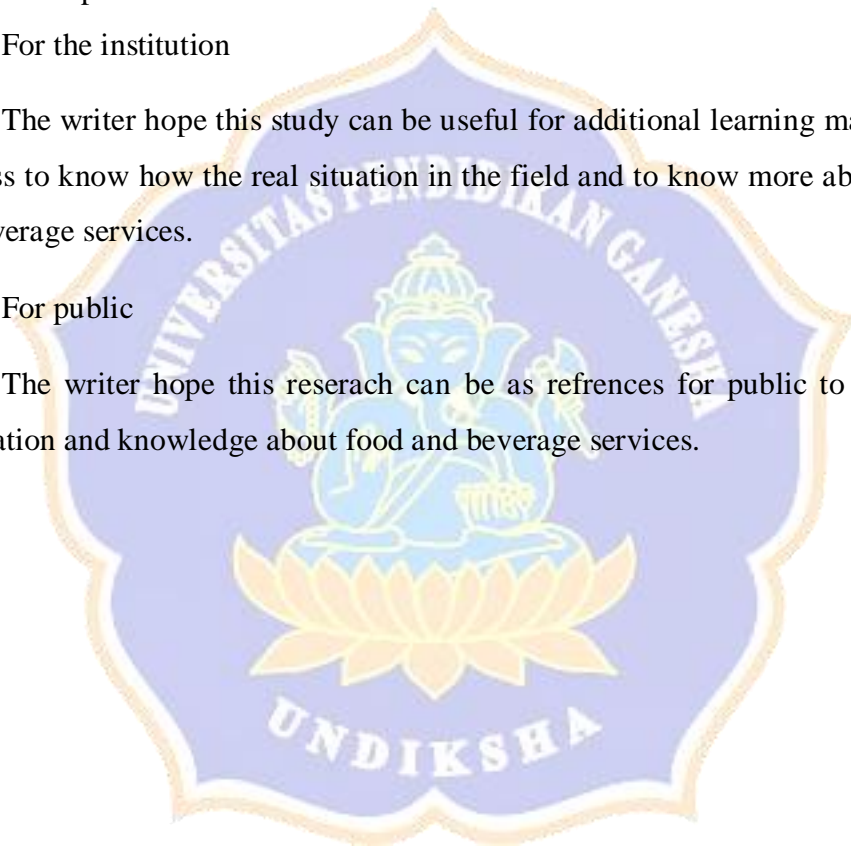 For the institution
The writer hope this study can be useful for additional learning ma
ss to know how the real situation in the field and to know more ab
verage services.
UNIVERSITAS PENDIDIKAN GANESHA
For public
The writer hope this reserach can be as refrences for public to
ation and knowledge about food and beverage services.
UNDIKSHA